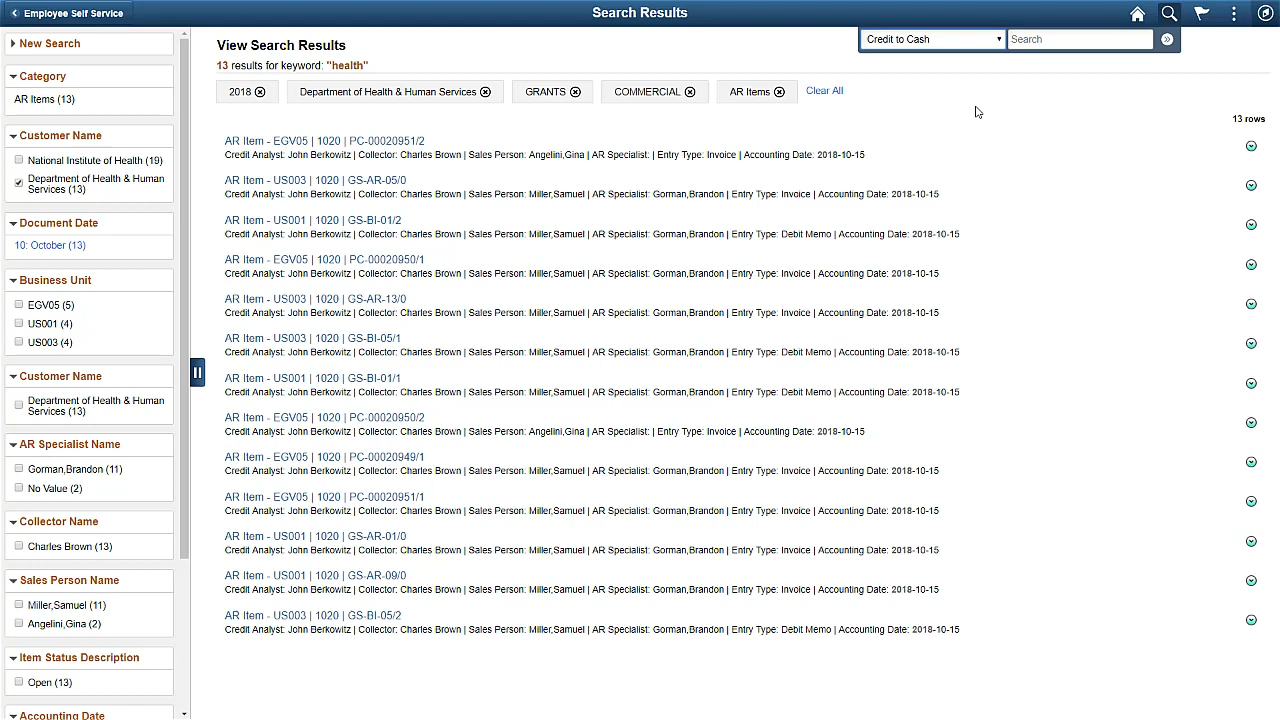 Employee Self Service
Search Results
Credit to Cash
Search
New Search
Category
AR Items (13)
Customer Name
National Institute of Health (19)
Department of Health & Human
Services (13)
Document Date
10: October (13)
Business Unit
EGV05 (5)
US001 (4)
US003 (4)
Customer Name
Department of Health & Human
Services (13)
AR Specialist Name
Gorman,Brandon (11)
No Value (2)
Collector Name
Charles Brown (13)
Sales Person Name
Miller,Samuel (11)
Angelini,Gina (2)
Item Status Description
Open (13)
Accounting Date
View Search Results
13 results for keyword: "health"
2018
Department of Health & Human Services
GRANTS
COMMERCIAL
AR Items
Clear All
13 rows
AR Item - EGV05 | 1020 | PC-00020951/2
Credit Analyst: John Berkowitz | Collector: Charles Brown | Sales Person: Angelini,Gina | AR Specialist: | Entry Type: Invoice | Accounting Date: 2018-10-15
AR Item - US003 | 1020 | GS-AR-05/0
Credit Analyst: John Berkowitz | Collector: Charles Brown | Sales Person: Miller,Samuel | AR Specialist: Gorman,Brandon | Entry Type: Invoice | Accounting Date: 2018-10-15
AR Item - US001 | 1020 | GS-BI-01/2
Credit Analyst: John Berkowitz | Collector: Charles Brown | Sales Person: Miller,Samuel | AR Specialist: Gorman,Brandon | Entry Type: Debit Memo | Accounting Date: 2018-10-15
AR Item - EGV05 | 1020 | PC-00020950/1
Credit Analyst: John Berkowitz | Collector: Charles Brown | Sales Person: Miller,Samuel | AR Specialist: Gorman,Brandon | Entry Type: Invoice | Accounting Date: 2018-10-15
AR Item - US003 | 1020 | GS-AR-13/0
Credit Analyst: John Berkowitz | Collector: Charles Brown | Sales Person: Miller,Samuel | AR Specialist: Gorman,Brandon | Entry Type: Invoice | Accounting Date: 2018-10-15
AR Item - US003 | 1020 | GS-BI-05/1
Credit Analyst: John Berkowitz | Collector: Charles Brown | Sales Person: Miller,Samuel | AR Specialist: Gorman,Brandon | Entry Type: Debit Memo | Accounting Date: 2018-10-15
AR Item - US001 | 1020 | GS-BI-01/1
Credit Analyst: John Berkowitz | Collector: Charles Brown | Sales Person: Miller,Samuel | AR Specialist: Gorman,Brandon | Entry Type: Debit Memo | Accounting Date: 2018-10-15
AR Item - EGV05 | 1020 | PC-00020950/2
Credit Analyst: John Berkowitz | Collector: Charles Brown | Sales Person: Angelini,Gina | AR Specialist: | Entry Type: Invoice | Accounting Date: 2018-10-15
AR Item - EGV05 | 1020 | PC-00020949/1
Credit Analyst: John Berkowitz | Collector: Charles Brown | Sales Person: Miller,Samuel | AR Specialist: Gorman,Brandon | Entry Type: Invoice | Accounting Date: 2018-10-15
AR Item - EGV05 | 1020 | PC-00020951/1
Credit Analyst: John Berkowitz | Collector: Charles Brown | Sales Person: Miller,Samuel | AR Specialist: Gorman,Brandon | Entry Type: Invoice | Accounting Date: 2018-10-15
AR Item - US001 | 1020 | GS-AR-01/0
Credit Analyst: John Berkowitz | Collector: Charles Brown | Sales Person: Miller,Samuel | AR Specialist: Gorman,Brandon | Entry Type: Invoice | Accounting Date: 2018-10-15
AR Item - US001 | 1020 | GS-AR-09/0
Credit Analyst: John Berkowitz | Collector: Charles Brown | Sales Person: Miller,Samuel | AR Specialist: Gorman,Brandon | Entry Type: Invoice | Accounting Date: 2018-10-15
AR Item - US003 | 1020 | GS-BI-05/2
Credit Analyst: John Berkowitz | Collector: Charles Brown | Sales Person: Miller,Samuel | AR Specialist: Gorman,Brandon | Entry Type: Debit Memo | Accounting Date: 2018-10-15